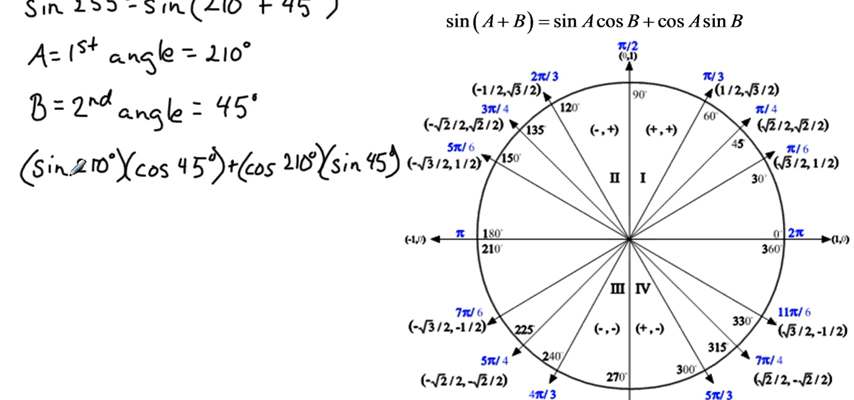 sin 255 = sin(210 + 45°)
A = 1st angle = 210°
B = 2nd angle = 45°
(sin 210°)(cos 45°)+(cos 210°)(sin 45°)
sin(A+B)=sin A cos B+cos A sin B
π/2
(0,1)
2π/3
π/3
(-1/2,√3/2)
(1/2,√3/2)
90°
120°
60°
3π/4
π/4
(-√2/2,√2/2)
(√2/2,√2/2)
135
(-,+)
(+,+)
45
5π/6
π/6
(-√3/2,1/2)
(√3/2,1/2)
150°
30°
II
I
(-1,0)
π
180°
0°
2π
(1,0)
210°
360°
III
IV
7π/6
11π/6
(-√3/2,-1/2)
(√3/2,-1/2)
225
(-,-)
(+,-)
330°
315
5π/4
7π/4
240°
300°
270°
(-√2/2,-√2/2)
(√2/2,-√2/2)
4π/3
5π/3